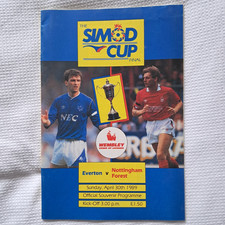 THE
SIMOD
CUP
FINAL
NEC
WEMBLEY
Everton v Nottingham
Forest
Sunday, April 30th 1989
Official Souvenir Programme
Kick-Off 3.00 p.m. £1.50